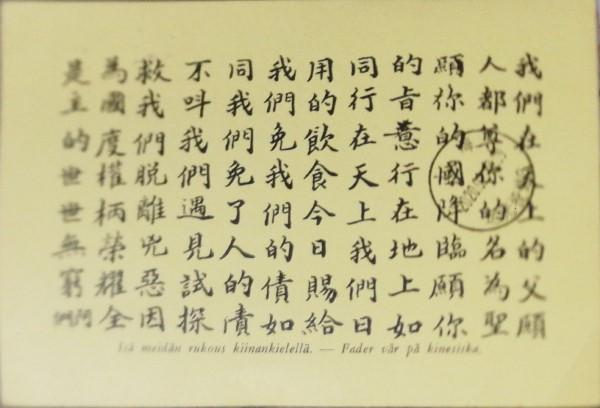 我們在天上的父願
人都尊你的名為聖
願你的國降臨願你
的旨意行在地上如
同行在天上我們日
用的飲食今日賜給
我們免我們的債如
同我們免了人的債
不呌我們遇見試探
救我們脫離兇惡因
為國度權柄榮耀全
是主的世世無窮阿們
Isä meidän rukous kiinankielellä. — Fader vår på kinesiska.